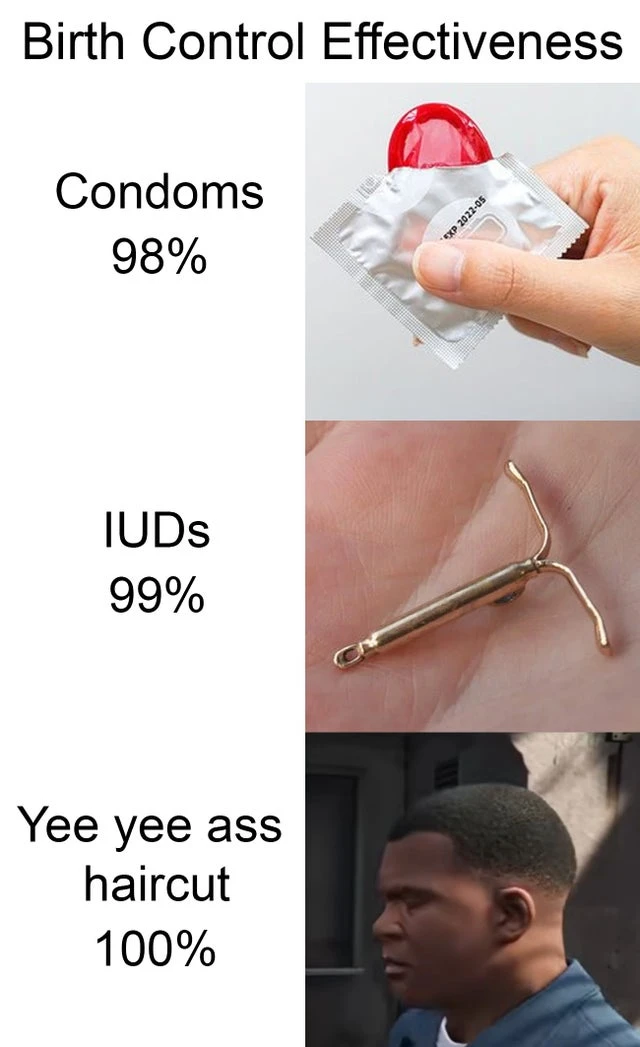 Birth Control Effectiveness
Condoms
98%
EXP 2022-05
IUDs
99%
Yee yee ass
haircut
100%